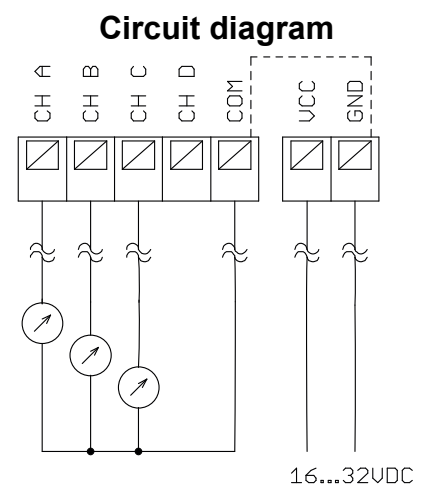 Circuit diagram
CH A
CH B
CH C
CH D
COM
VCC
GND
16...32VDC